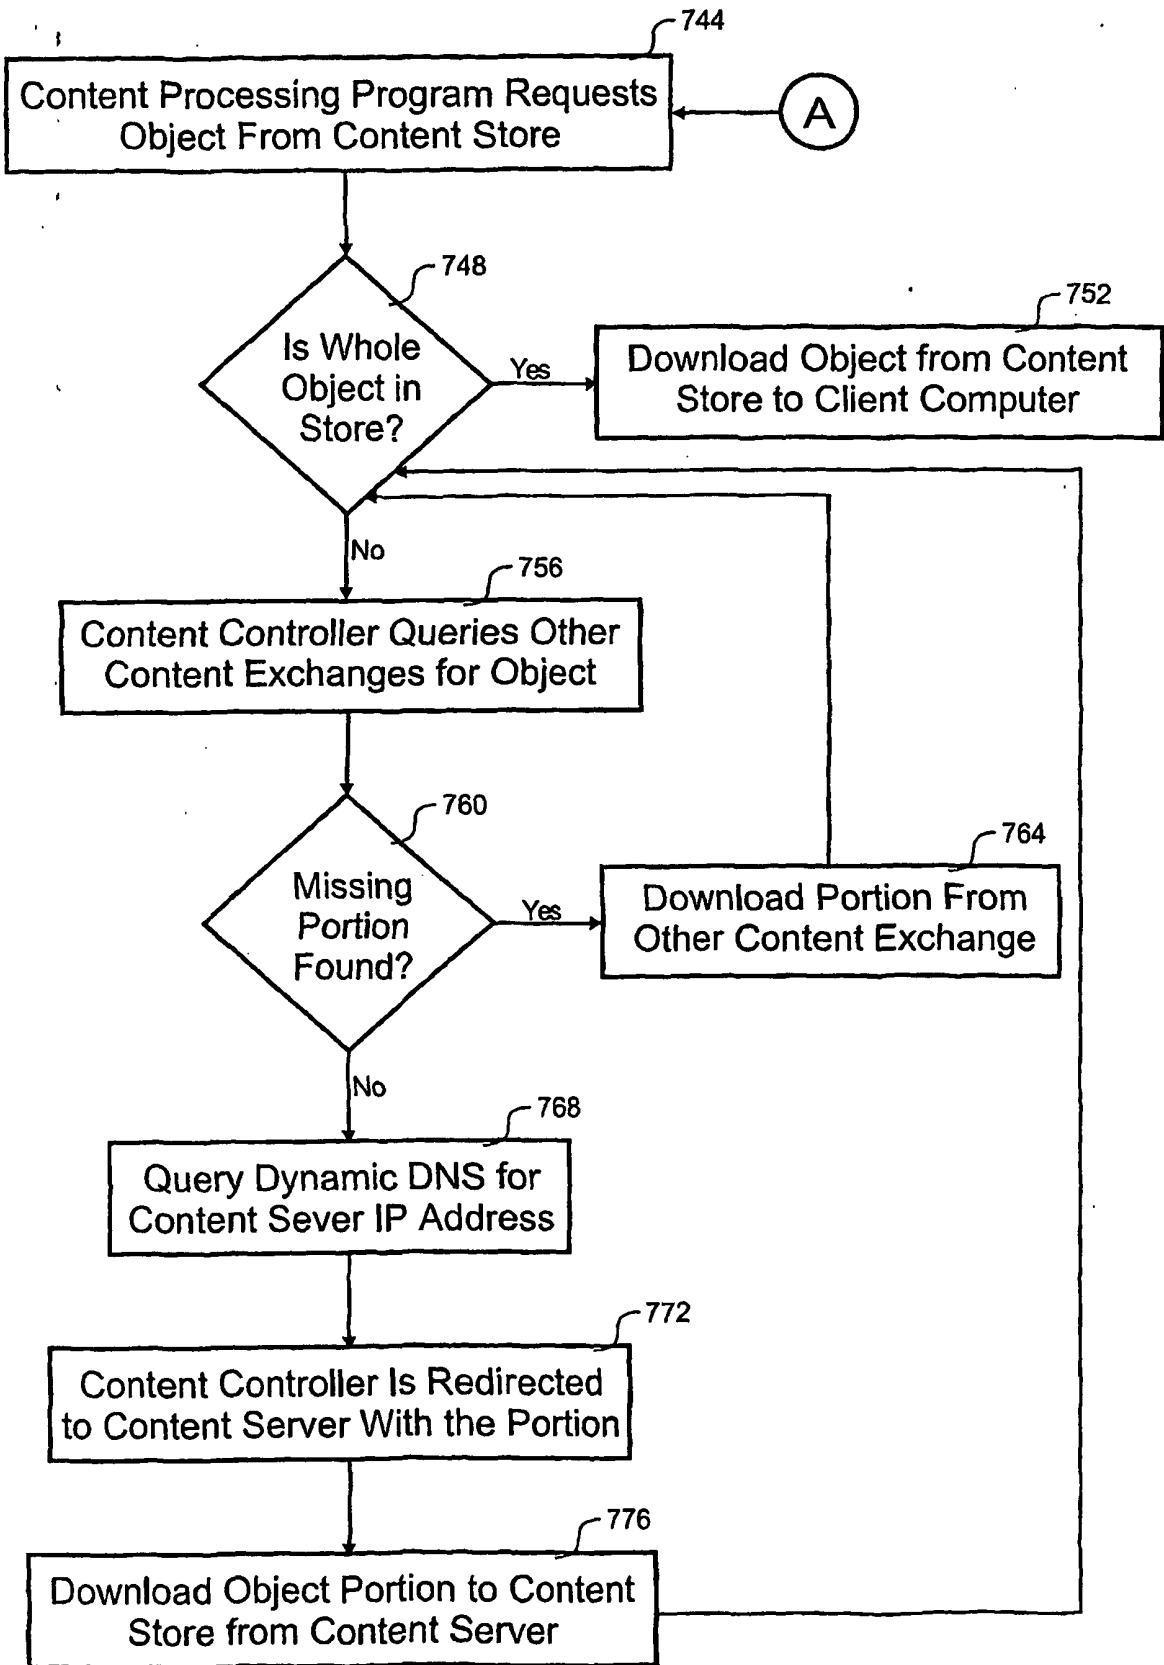 744
Content Processing Program Requests
Object From Content Store
A
748
Is Whole
Object in
Store?
Yes
752
Download Object from Content
Store to Client Computer
No
756
Content Controller Queries Other
Content Exchanges for Object
760
Missing
Portion
Found?
Yes
764
Download Portion From
Other Content Exchange
No
768
Query Dynamic DNS for
Content Sever IP Address
772
Content Controller Is Redirected
to Content Server With the Portion
776
Download Object Portion to Content
Store from Content Server